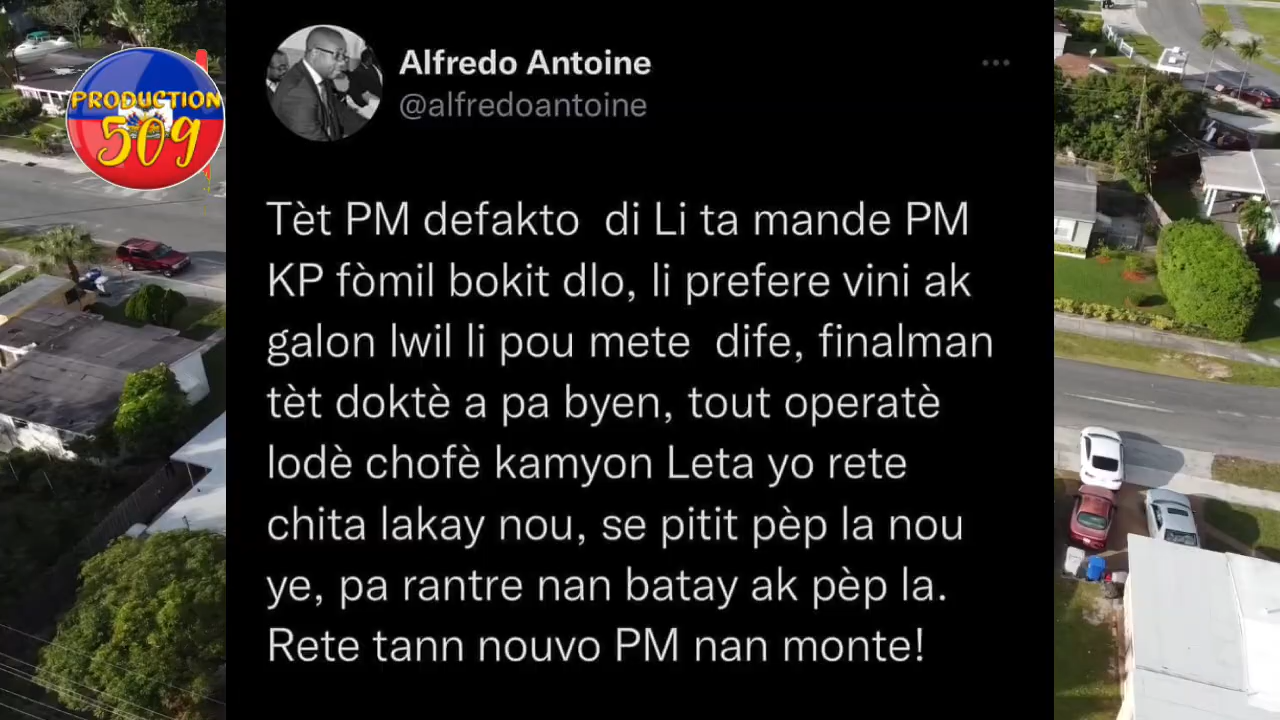 PRODUCTION
509
Alfredo Antoine
@alfredoantoine
Tèt PM defakto di Li ta mande PM
KP fòmil bokit dlo, li prefere vini ak
galon lwil li pou mete dife, finalman
tèt doktè a pa byen, tout operatè
lodè chofè kamyon Leta yo rete
chita lakay nou, se pitit pèp la nou
ye, pa rantre nan batay ak pèp la.
Rete tann nouvo PM nan monte!